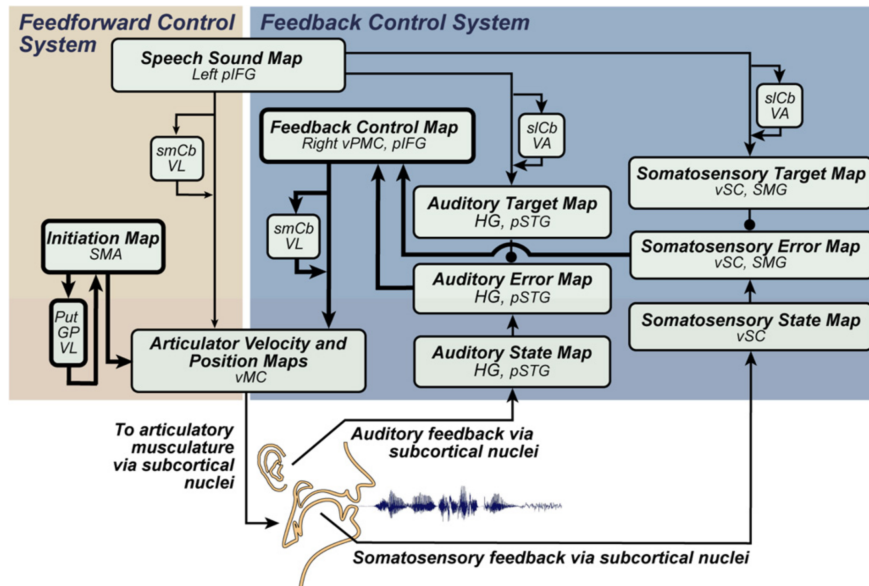 Feedforward Control
System
Feedback Control System
Speech Sound Map
Left pIFG
smCb
VL
Feedback Control Map
Right vPMC, pIFG
slCb
VA
slCb
VA
Auditory Target Map
HG, pSTG
Somatosensory Target Map
vSC, SMG
smCb
VL
Initiation Map
SMA
Somatosensory Error Map
vSC, SMG
Auditory Error Map
HG, pSTG
Put
GP
VL
Articulator Velocity and
Position Maps
vMC
Auditory State Map
HG, pSTG
Somatosensory State Map
vSC
To articulatory
musculature
via subcortical
nuclei
Auditory feedback via
subcortical nuclei
Somatosensory feedback via subcortical nuclei